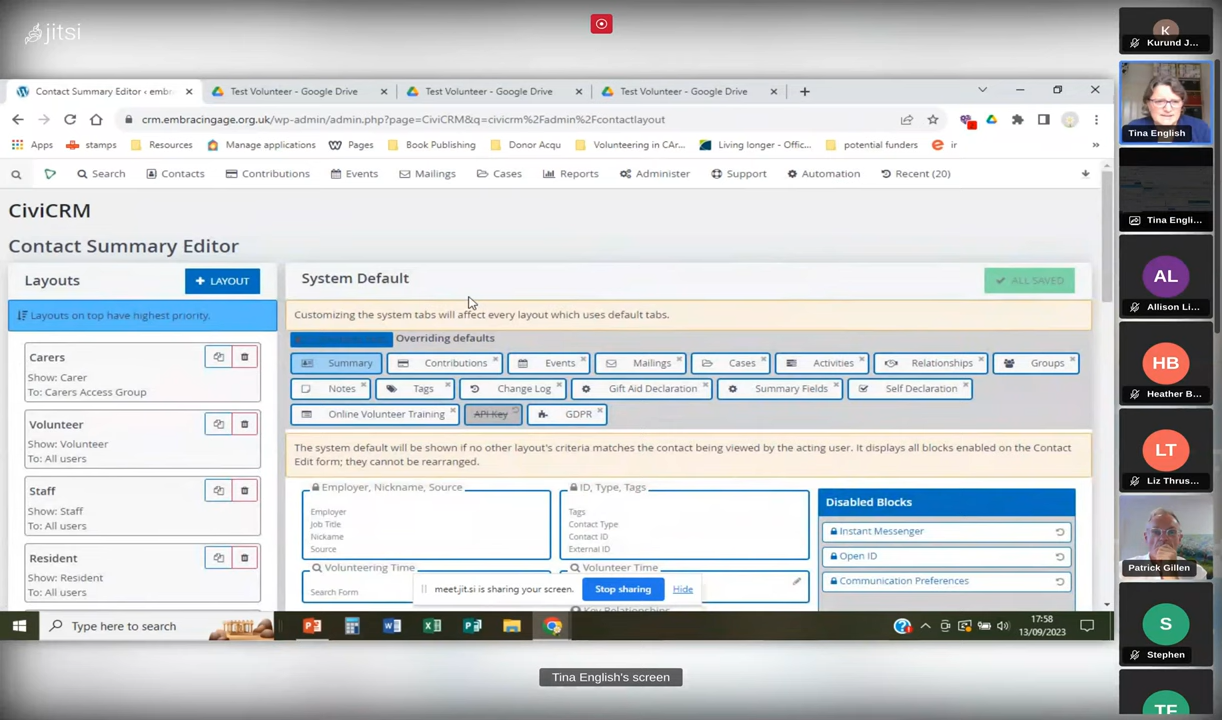 jitsi
Contact Summary Editor ‹ emb
Test Volunteer - Google Drive
Test Volunteer - Google Drive
Test Volunteer - Google Drive
crm.embracingage.org.uk/wp-admin/admin.php?page=CiviCRM&q=civicrm%2Fadmin%2Fcontactlayout
Apps
stamps
Resources
Manage applications
Pages
Book Publishing
Donor Acqu
Volunteering in CAr...
Living longer - Offic...
potential funders
ir
»
Search
Contacts
Contributions
Events
Mailings
Cases
Reports
Administer
Support
Automation
Recent (20)
CiviCRM
Contact Summary Editor
Layouts
+ LAYOUT
Layouts on top have highest priority.
Carers
Show: Carer
To: Carers Access Group
Volunteer
Show: Volunteer
To: All users
Staff
Show: Staff
To: All users
Resident
Show: Resident
To: All users
System Default
ALL SAVED
Customizing the system tabs will affect every layout which uses default tabs.
Overriding defaults
Summary
Contributions
Events
Mailings
Cases
Activities
Relationships
Groups
Notes
Tags
Change Log
Gift Aid Declaration
Summary Fields
Self Declaration
Online Volunteer Training
API Key
GDPR
The system default will be shown if no other layout's criteria matches the contact being viewed by the acting user. It displays all blocks enabled on the Contact
Edit form; they cannot be rearranged.
Employer, Nickname, Source
Employer
Job Title
Nickname
Source
ID, Type, Tags
Tags
Contact Type
Contact ID
External ID
Volunteering Time
Search Form
Volunteer Time
Key Relationships
Disabled Blocks
Instant Messenger
Open ID
Communication Preferences
meet.jit.si is sharing your screen.
Stop sharing
Hide
Type here to search
17:58
13/09/2023
Tina English's screen
K
Kurund J...
Tina English
Tina Engli...
AL
Allison Li...
HB
Heather B...
LT
Liz Thrus...
Patrick Gillen
S
Stephen
TE